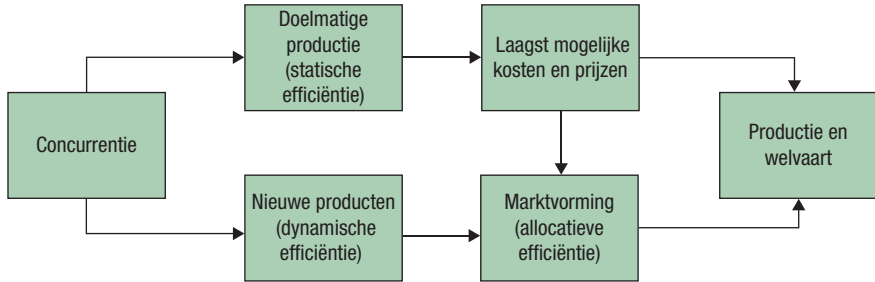 Concurrentie
Doelmatige
productie
(statische
efficiëntie)
Laagst mogelijke
kosten en prijzen
Nieuwe producten
(dynamische
efficiëntie)
Marktvorming
(allocatieve
efficiëntie)
Productie en
welvaart